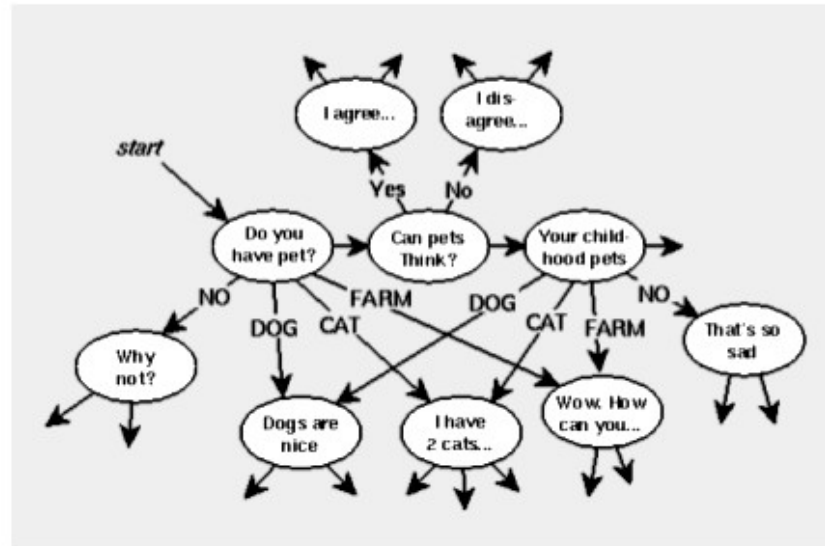 I agree...
I dis-
agree...
start
Yes
No
Do you
have pet?
Can pets
Think?
Your child-
hood pets
NO
DOG
CAT
FARM
DOG
CAT
FARM
NO
Why
not?
That's so
sad
Dogs are
nice
I have
2 cats...
Wow. How
can you...